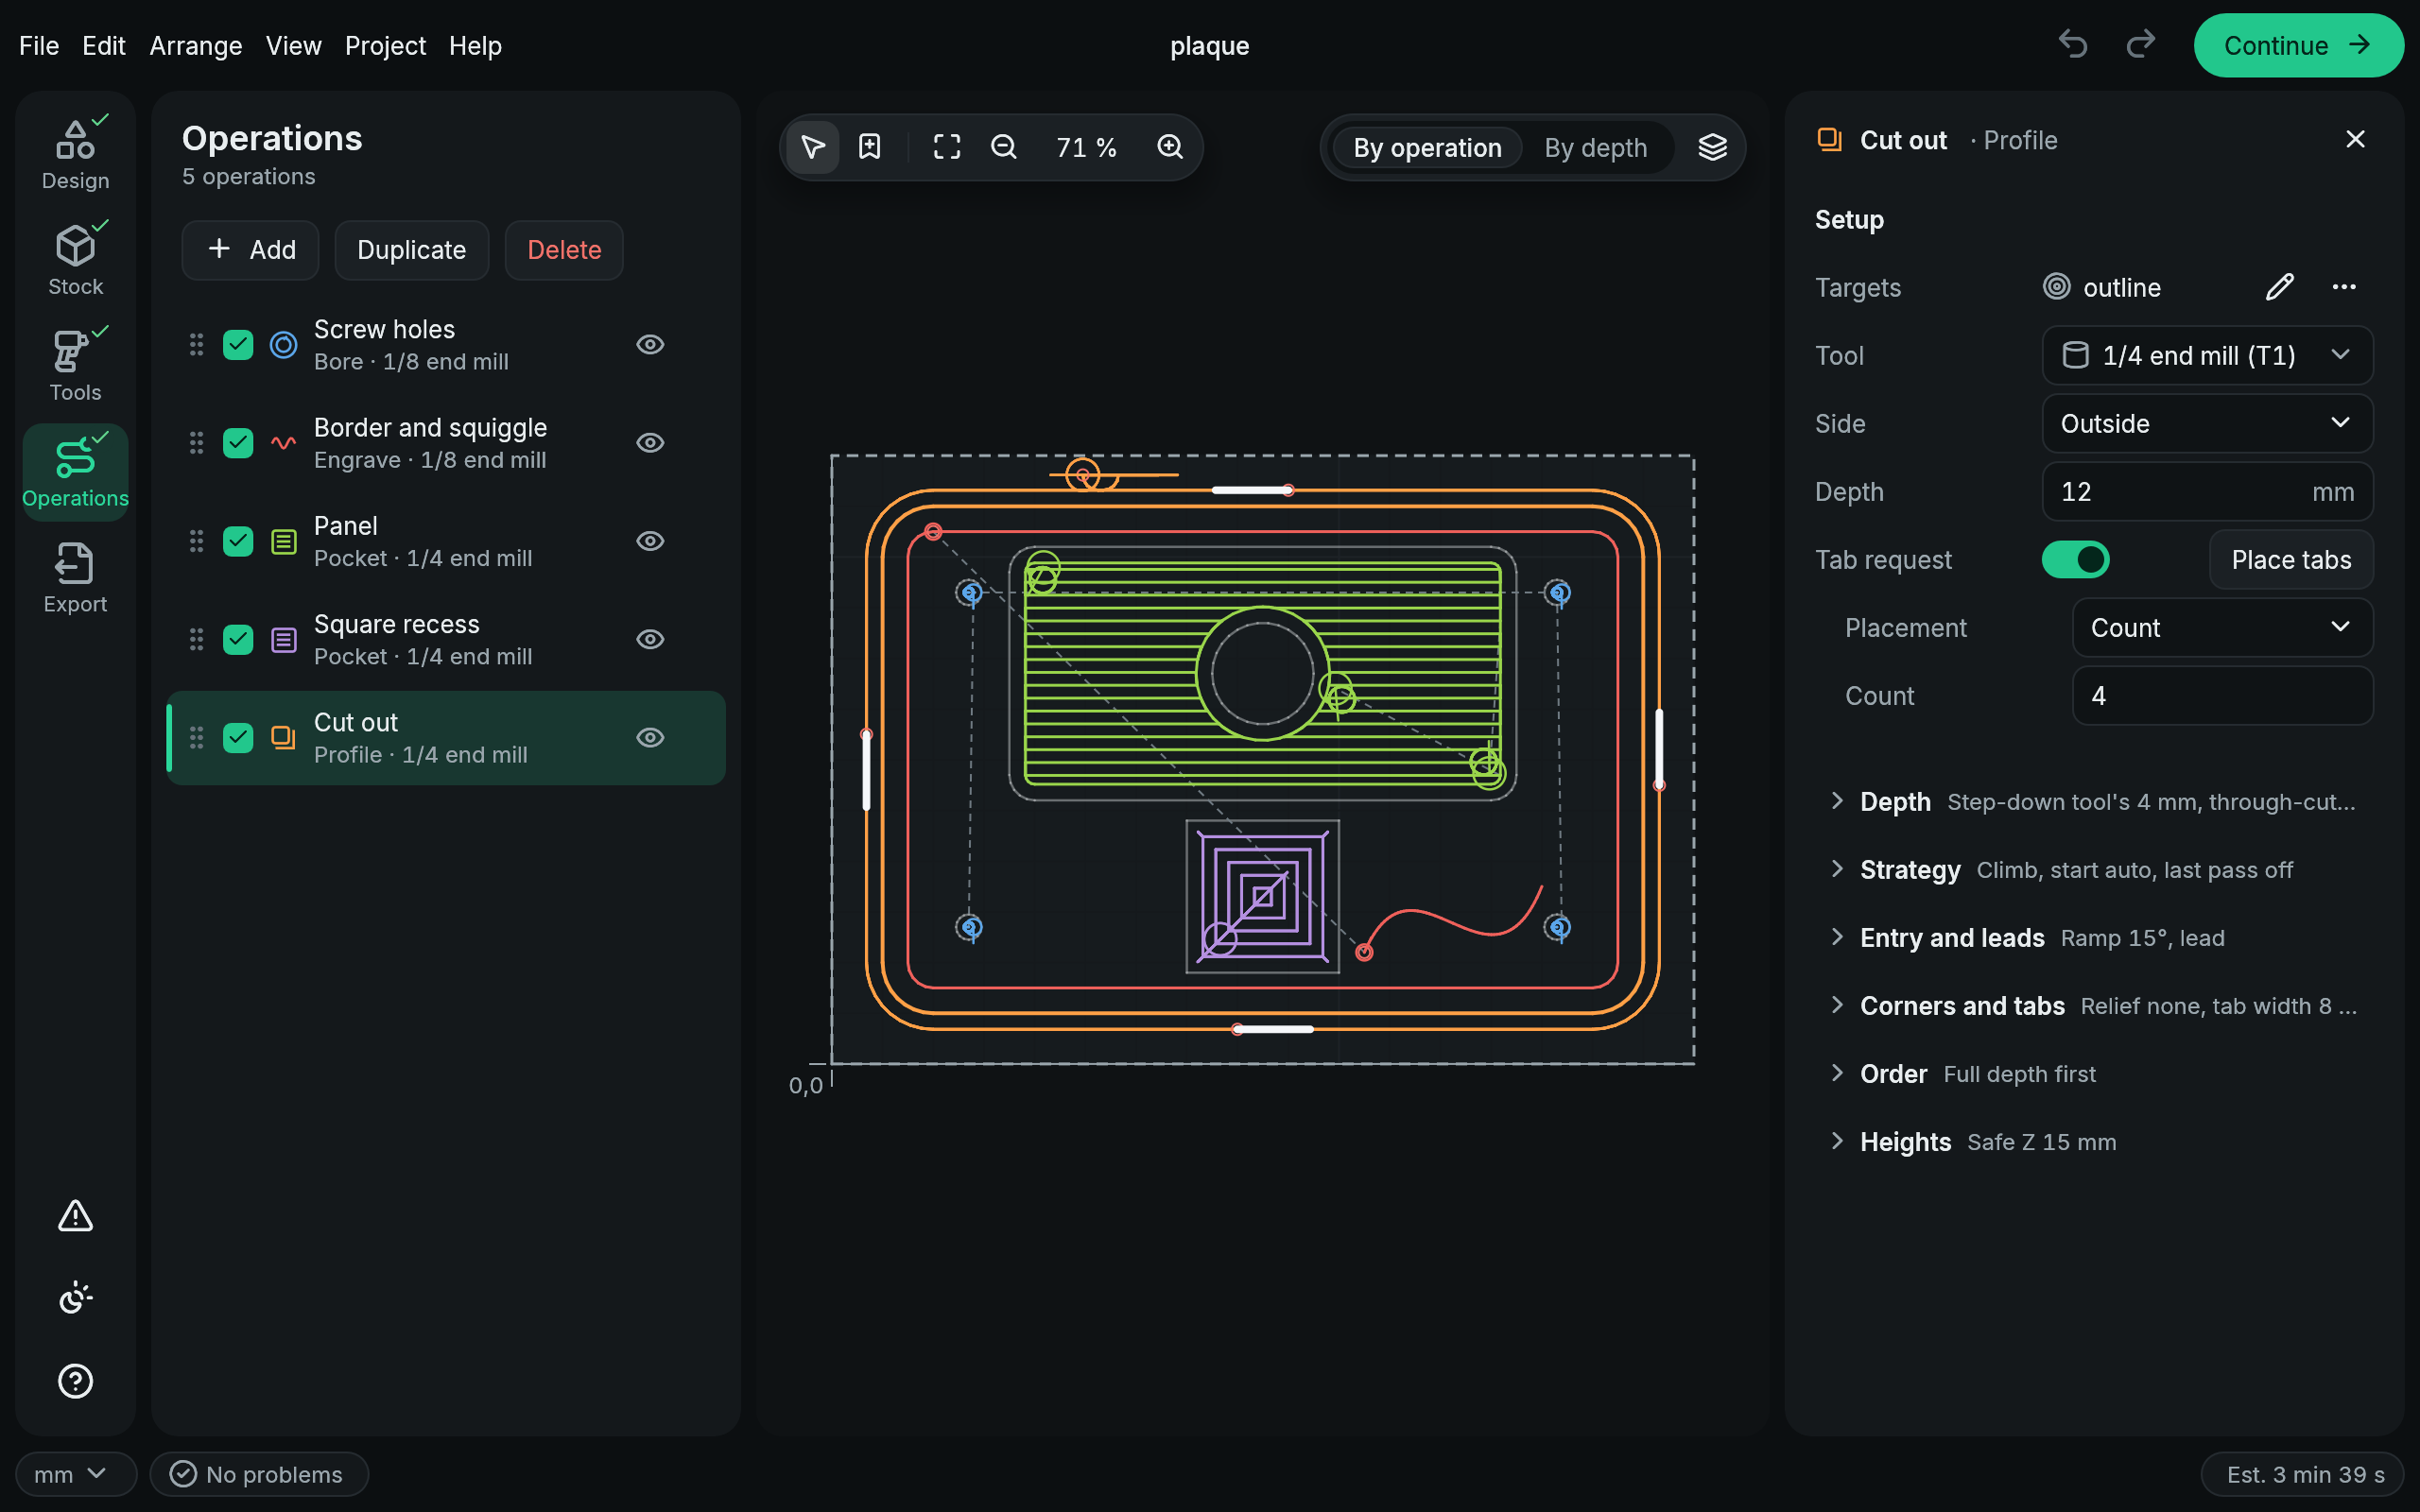 File Edit Arrange View Project Help
plaque
Continue
Design
Stock
Tools
Operations
Export
Operations
5 operations
Add
Duplicate
Delete
Screw holes
Bore · 1/8 end mill
Border and squiggle
Engrave · 1/8 end mill
Panel
Pocket · 1/4 end mill
Square recess
Pocket · 1/4 end mill
Cut out
Profile · 1/4 end mill
71 %
By operation
By depth
0,0
Cut out · Profile
Setup
Targets outline
Tool 1/4 end mill (T1)
Side Outside
Depth 12 mm
Tab request Place tabs
Placement Count
Count 4
Depth Step-down tool's 4 mm, through-cut...
Strategy Climb, start auto, last pass off
Entry and leads Ramp 15°, lead
Corners and tabs Relief none, tab width 8 ...
Order Full depth first
Heights Safe Z 15 mm
mm
No problems
Est. 3 min 39 s